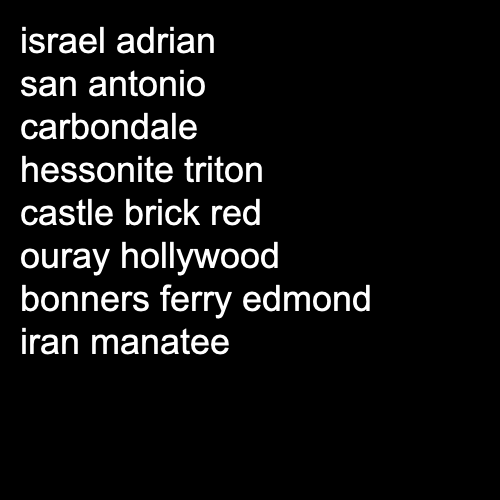 israel adrian
san antonio
carbondale
hessonite triton
castle brick red
ouray hollywood
bonners ferry edmond
iran manatee